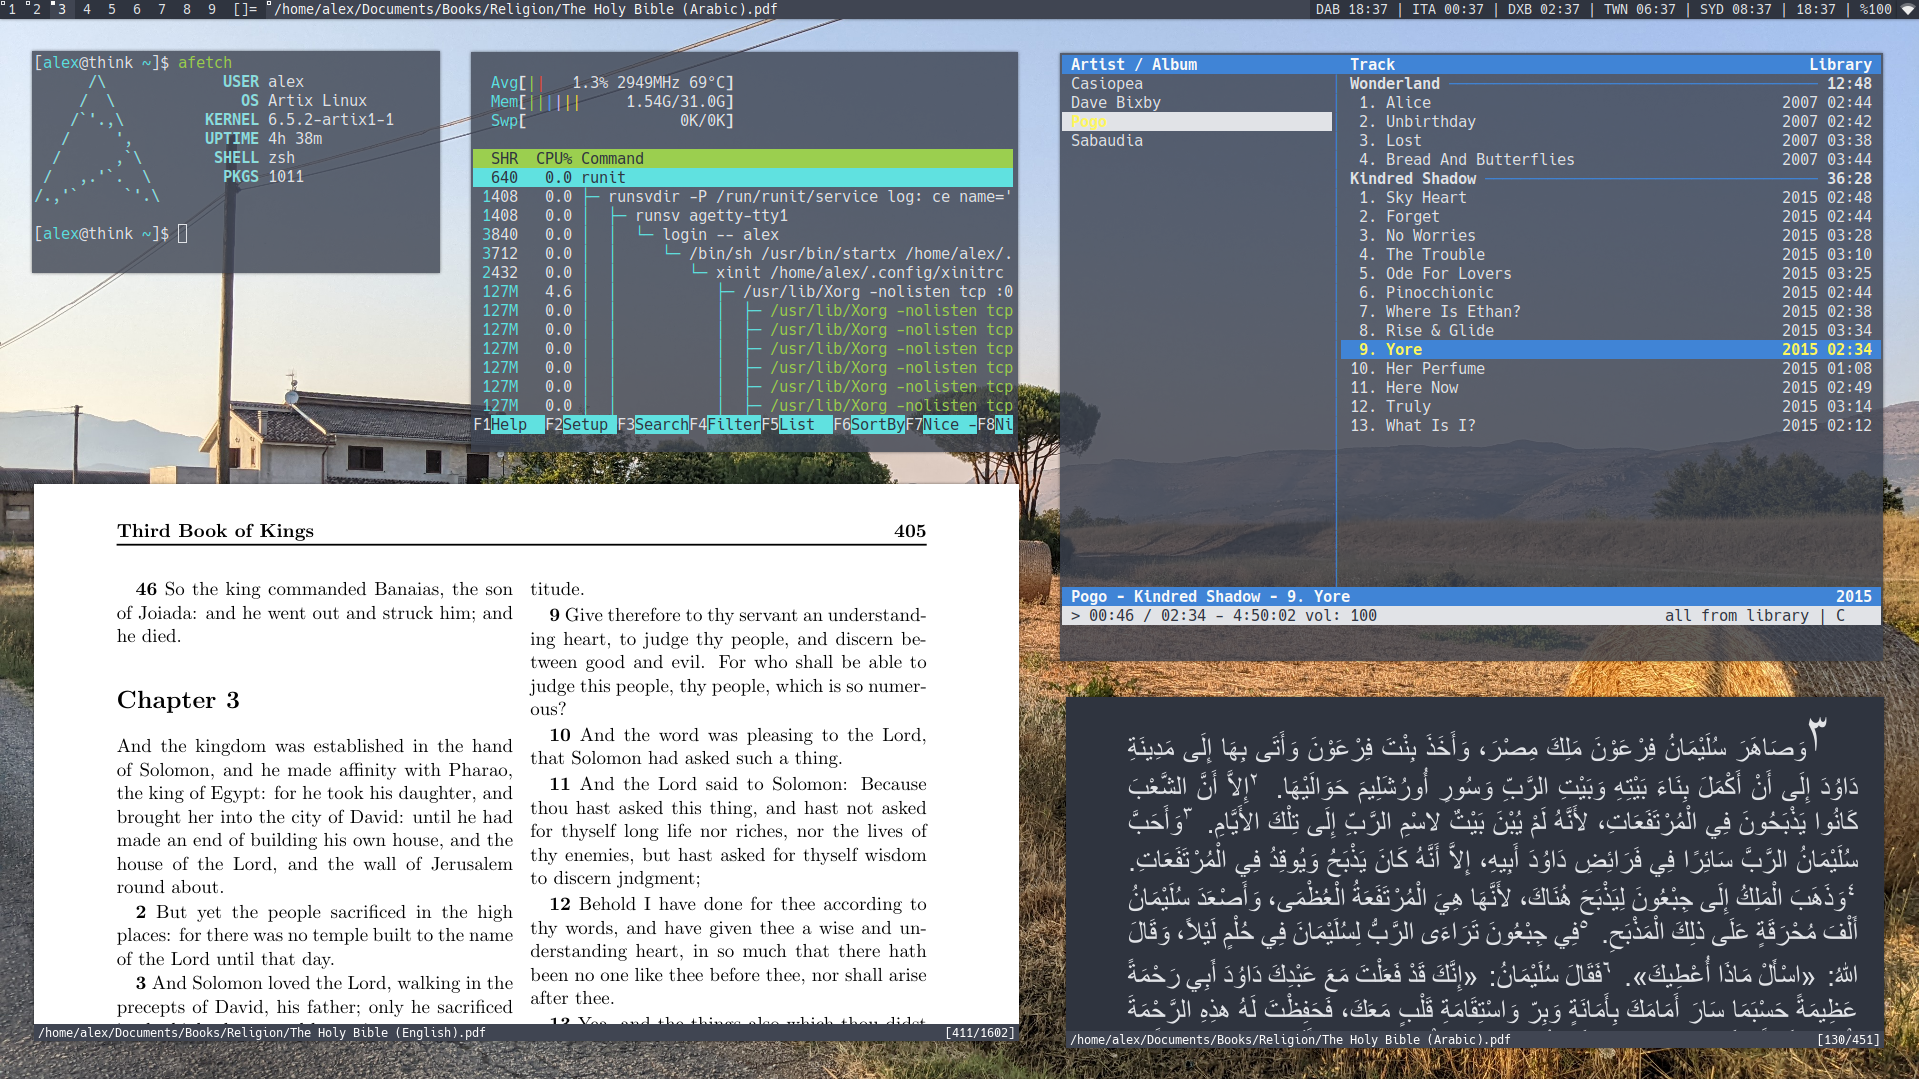 1 2 3 4 5 6 7 8 9 []= /home/alex/Documents/Books/Religion/The Holy Bible (Arabic).pdf
DAB 18:37 | ITA 00:37 | DXB 02:37 | TWN 06:37 | SYD 08:37 | 18:37 | %100
[alex@think ~]$ afetch
USER alex
OS Artix Linux
KERNEL 6.5.2-artix1-1
UPTIME 4h 38m
SHELL zsh
PKGS 1011
[alex@think ~]$
Avg[|| 1.3% 2949MHz 69°C]
Mem[|||||| 1.54G/31.0G]
Swp[ 0K/0K]
SHR CPU% Command
640 0.0 runit
1408 0.0 ├─ runsvdir -P /run/runit/service log: ce name='
1408 0.0 │ ├─ runsv agetty-tty1
3840 0.0 │ │ └─ login -- alex
3712 0.0 │ │ └─ /bin/sh /usr/bin/startx /home/alex/.
2432 0.0 │ │ └─ xinit /home/alex/.config/xinitrc
127M 4.6 │ │ ├─ /usr/lib/Xorg -nolisten tcp :0
127M 0.0 │ │ │ ├─ /usr/lib/Xorg -nolisten tcp
127M 0.0 │ │ │ ├─ /usr/lib/Xorg -nolisten tcp
127M 0.0 │ │ │ ├─ /usr/lib/Xorg -nolisten tcp
127M 0.0 │ │ │ ├─ /usr/lib/Xorg -nolisten tcp
127M 0.0 │ │ │ ├─ /usr/lib/Xorg -nolisten tcp
127M 0.0 │ │ │ ├─ /usr/lib/Xorg -nolisten tcp
F1Help F2Setup F3SearchF4FilterF5List F6SortByF7Nice -F8Ni
Artist / Album
Casiopea
Dave Bixby
Pogo
Sabaudia
Track Library
Wonderland 12:48
1. Alice 2007 02:44
2. Unbirthday 2007 02:42
3. Lost 2007 03:38
4. Bread And Butterflies 2007 03:44
Kindred Shadow 36:28
1. Sky Heart 2015 02:48
2. Forget 2015 02:44
3. No Worries 2015 03:28
4. The Trouble 2015 03:10
5. Ode For Lovers 2015 03:25
6. Pinocchionic 2015 02:44
7. Where Is Ethan? 2015 02:38
8. Rise & Glide 2015 03:34
9. Yore 2015 02:34
10. Her Perfume 2015 01:08
11. Here Now 2015 02:49
12. Truly 2015 03:14
13. What Is I? 2015 02:12
Pogo - Kindred Shadow - 9. Yore 2015
> 00:46 / 02:34 - 4:50:02 vol: 100 all from library | C
Third Book of Kings 405
46 So the king commanded Banaias, the son
of Joiada: and he went out and struck him; and
he died.
Chapter 3
And the kingdom was established in the hand
of Solomon, and he made affinity with Pharao,
the king of Egypt: for he took his daughter, and
brought her into the city of David: until he had
made an end of building his own house, and the
house of the Lord, and the wall of Jerusalem
round about.
2 But yet the people sacrificed in the high
places: for there was no temple built to the name
of the Lord until that day.
3 And Solomon loved the Lord, walking in the
precepts of David, his father; only he sacrificed
titude.
9 Give therefore to thy servant an understand-
ing heart, to judge thy people, and discern be-
tween good and evil. For who shall be able to
judge this people, thy people, which is so numer-
ous?
10 And the word was pleasing to the Lord,
that Solomon had asked such a thing.
11 And the Lord said to Solomon: Because
thou hast asked this thing, and hast not asked
for thyself long life nor riches, nor the lives of
thy enemies, but hast asked for thyself wisdom
to discern jndgment;
12 Behold I have done for thee according to
thy words, and have given thee a wise and un-
derstanding heart, in so much that there hath
been no one like thee before thee, nor shall arise
after thee.
13 Yea, and the things also which thou didst
/home/alex/Documents/Books/Religion/The Holy Bible (English).pdf [411/1602]
٣ وَصَاهَرَ سُلَيْمَانُ فِرْعَوْنَ مَلِكَ مِصْرَ، وَأَخَذَ بِنْتَ فِرْعَوْنَ وَأَتَى بِهَا إِلَى مَدِينَةِ
دَاوُدَ إِلَى أَنْ أَكْمَلَ بِنَاءَ بَيْتِهِ وَبَيْتِ الرَّبِّ وَسُورِ أُورُشَلِيمَ حَوَالَيْهَا. ٢إِلاَّ أَنَّ الشَّعْبَ
كَانُوا يَذْبَحُونَ فِي الْمُرْتَفَعَاتِ، لأَنَّهُ لَمْ يُبْنَ بَيْتٌ لاسْمِ الرَّبِّ إِلَى تِلْكَ الأَيَّامِ. ٣وَأَحَبَّ
سُلَيْمَانُ الرَّبَّ سَائِرًا فِي فَرَائِضِ دَاوُدَ أَبِيهِ، إِلاَّ أَنَّهُ كَانَ يَذْبَحُ وَيُوقِدُ فِي الْمُرْتَفَعَاتِ.
٤وَذَهَبَ الْمَلِكُ إِلَى جِبْعُونَ لِيَذْبَحَ هُنَاكَ، لأَنَّهَا هِيَ الْمُرْتَفَعَةُ الْعُظْمَى، وَأَصْعَدَ سُلَيْمَانُ
أَلْفَ مُحْرَقَةٍ عَلَى ذلِكَ الْمَذْبَحِ. ٥فِي جِبْعُونَ تَرَاءَى الرَّبُّ لِسُلَيْمَانَ فِي حُلْمٍ لَيْلاً، وَقَالَ
اللهُ: «اسْأَلْ مَاذَا أُعْطِيكَ». ٦فَقَالَ سُلَيْمَانُ: «إِنَّكَ قَدْ فَعَلْتَ مَعَ عَبْدِكَ دَاوُدَ أَبِي رَحْمَةً
عَظِيمَةً حَسْبَمَا سَارَ أَمَامَكَ بِأَمَانَةٍ وَبِرّ وَاسْتِقَامَةِ قَلْبٍ مَعَكَ، فَحَفِظْتَ لَهُ هذِهِ الرَّحْمَةَ
/home/alex/Documents/Books/Religion/The Holy Bible (Arabic).pdf [130/451]